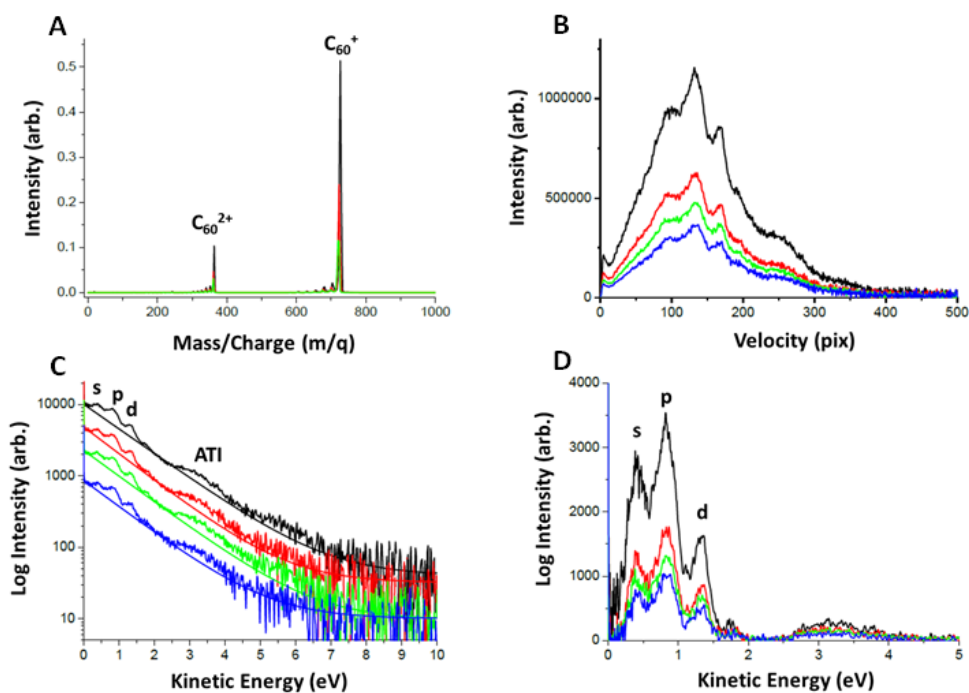 A
C60+
C602+
Intensity (arb.)
0.5
0.4
0.3
0.2
0.1
0.0
0 200 400 600 800 1000
Mass/Charge (m/q)
B
Intensity (arb.)
1000000
500000
0
0 100 200 300 400 500
Velocity (pix)
C
s p d
ATI
Log Intensity (arb.)
10000
1000
100
10
0 1 2 3 4 5 6 7 8 9 10
Kinetic Energy (eV)
D
s p d
Log Intensity (arb.)
4000
3000
2000
1000
0
0 1 2 3 4 5
Kinetic Energy (eV)